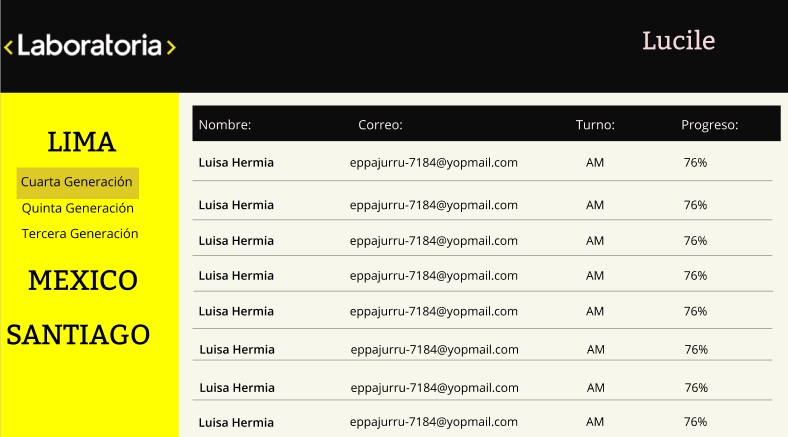 <Laboratoria>
Lucile
LIMA
Cuarta Generación
Quinta Generación
Tercera Generación
MEXICO
SANTIAGO
Nombre: Correo: Turno: Progreso:
Luisa Hermia eppajurru-7184@yopmail.com AM 76%
Luisa Hermia eppajurru-7184@yopmail.com AM 76%
Luisa Hermia eppajurru-7184@yopmail.com AM 76%
Luisa Hermia eppajurru-7184@yopmail.com AM 76%
Luisa Hermia eppajurru-7184@yopmail.com AM 76%
Luisa Hermia eppajurru-7184@yopmail.com AM 76%
Luisa Hermia eppajurru-7184@yopmail.com AM 76%
Luisa Hermia eppajurru-7184@yopmail.com AM 76%